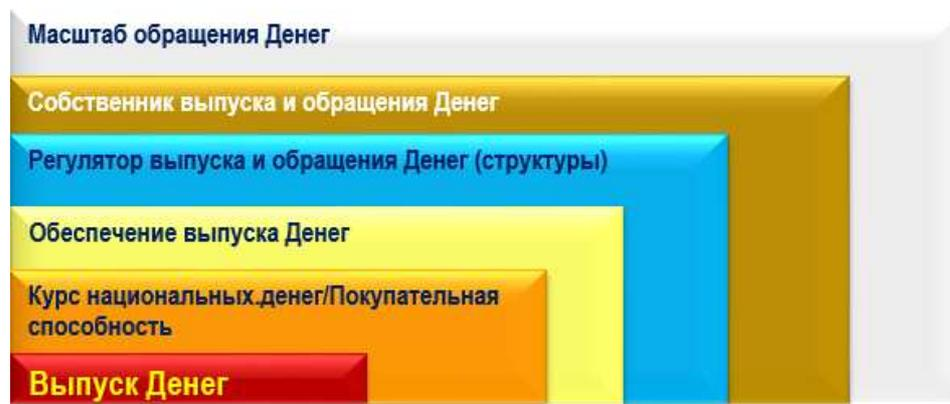 Масштаб обращения Денег
Собственник выпуска и обращения Денег
Регулятор выпуска и обращения Денег (структуры)
Обеспечение выпуска Денег
Курс национальных.денег/Покупательная
способность
Выпуск Денег